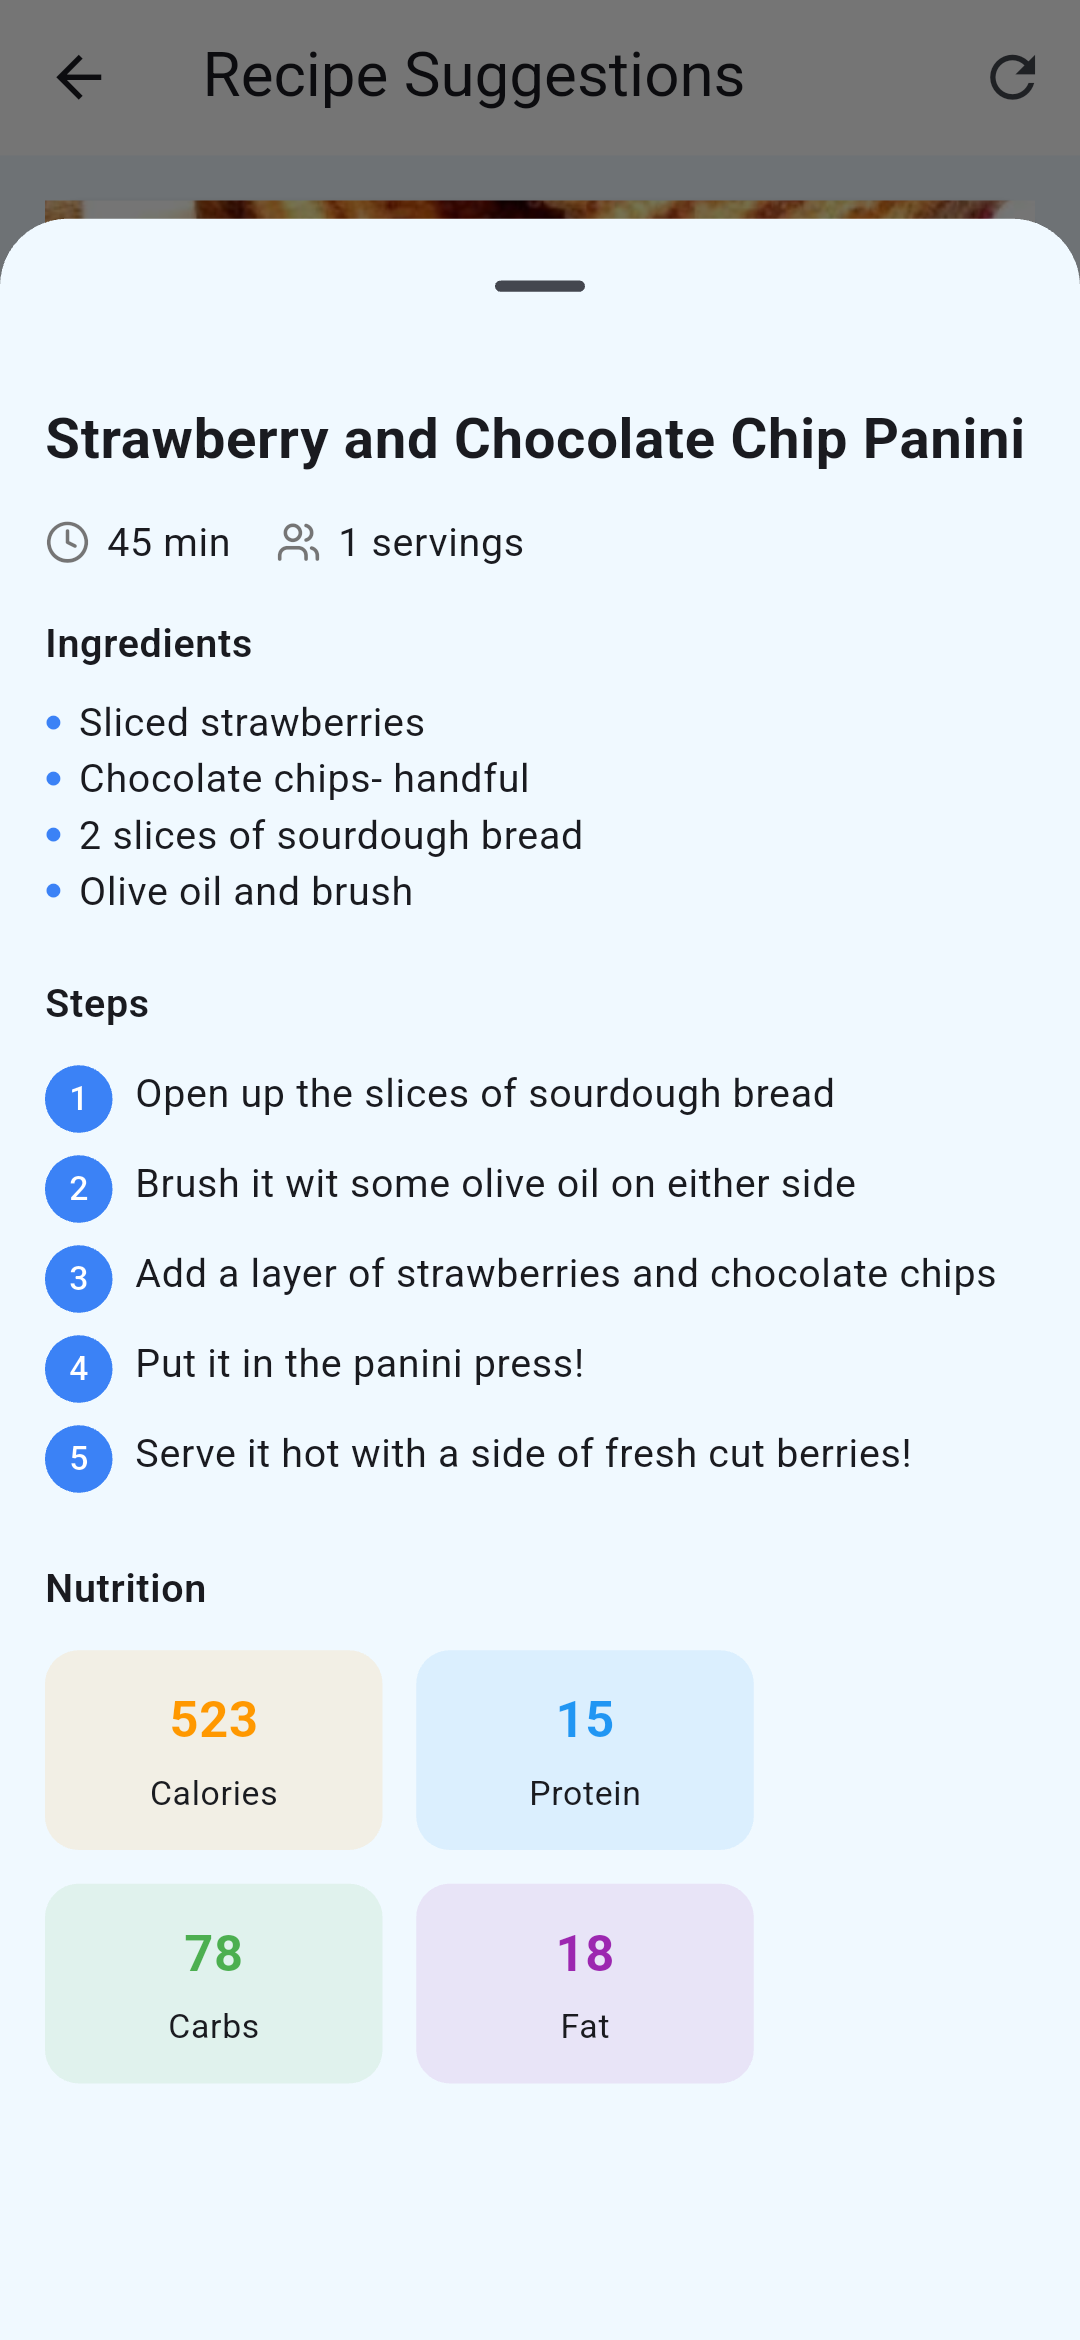 Recipe Suggestions
Strawberry and Chocolate Chip Panini
45 min 1 servings
Ingredients
Sliced strawberries
Chocolate chips- handful
2 slices of sourdough bread
Olive oil and brush
Steps
1 Open up the slices of sourdough bread
2 Brush it wit some olive oil on either side
3 Add a layer of strawberries and chocolate chips
4 Put it in the panini press!
5 Serve it hot with a side of fresh cut berries!
Nutrition
523 15
Calories Protein
78 18
Carbs Fat